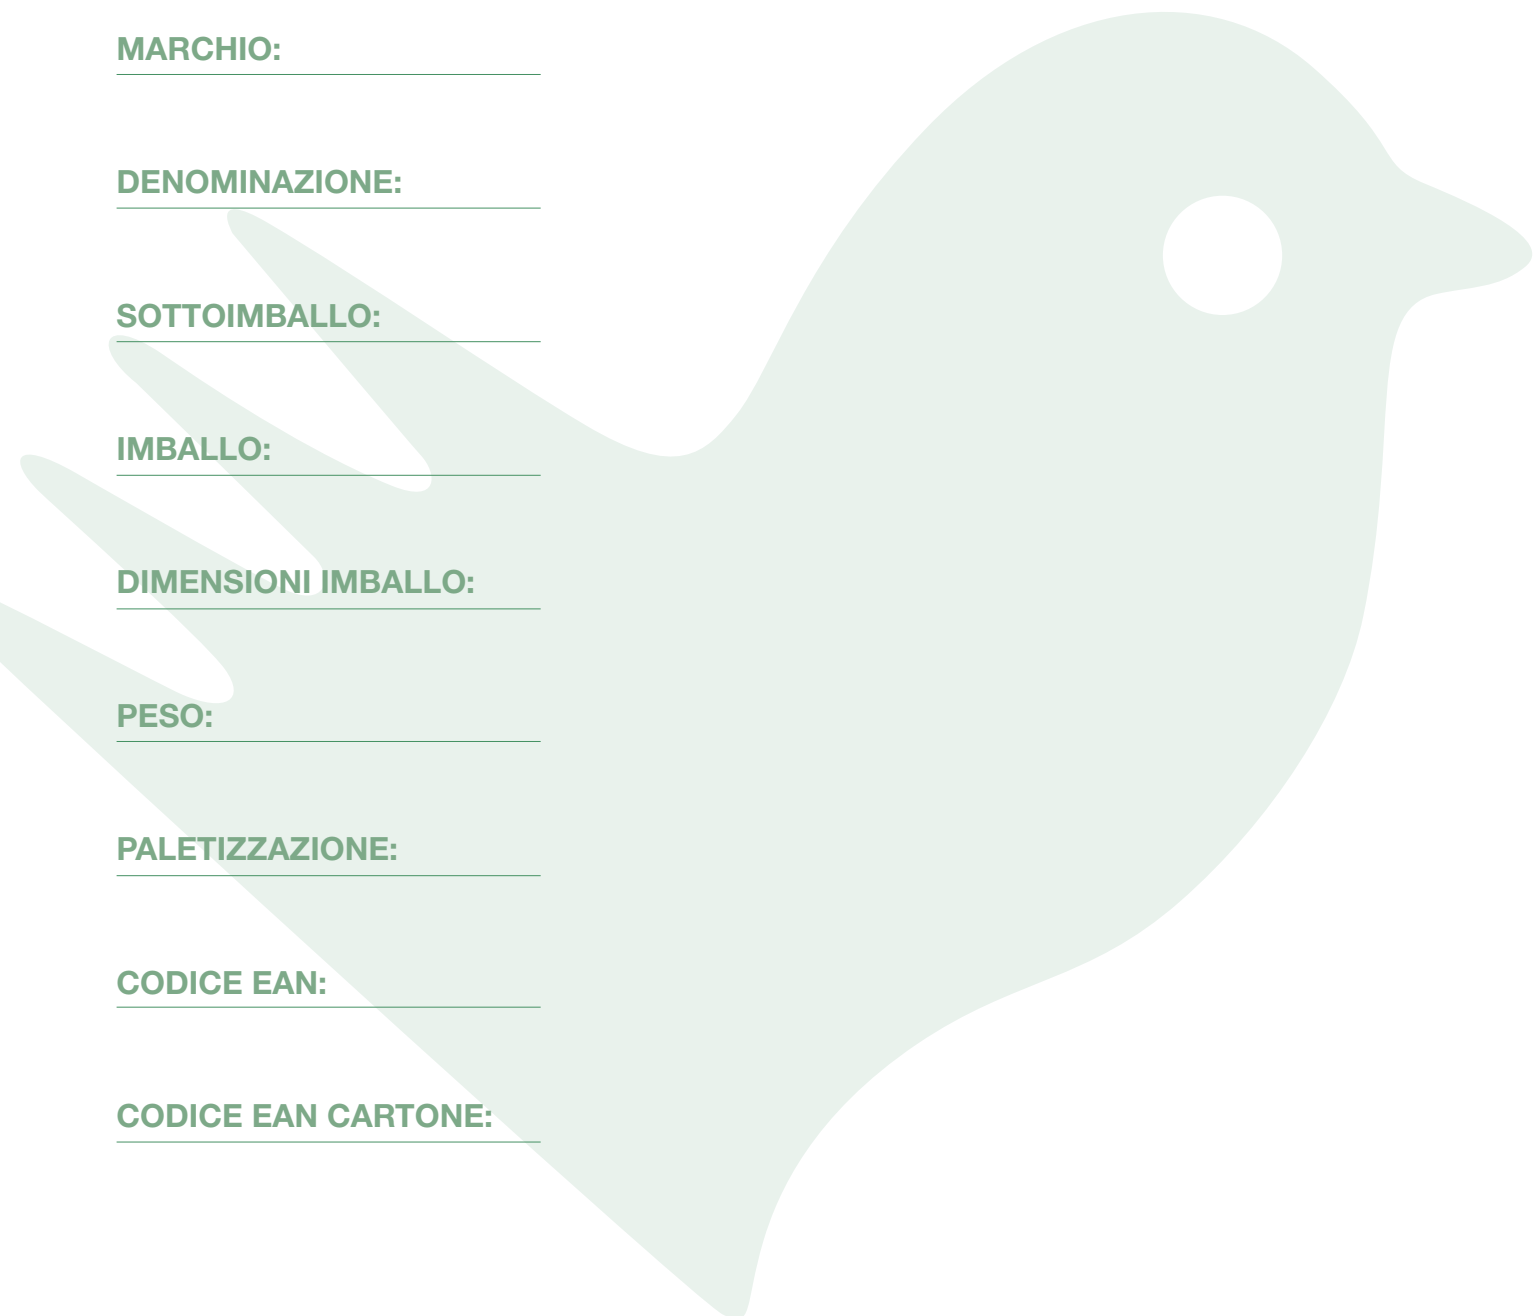 MARCHIO:
DENOMINAZIONE:
SOTTOIMBALLO:
IMBALLO:
DIMENSIONI IMBALLO:
PESO:
PALETIZZAZIONE:
CODICE EAN:
CODICE EAN CARTONE: